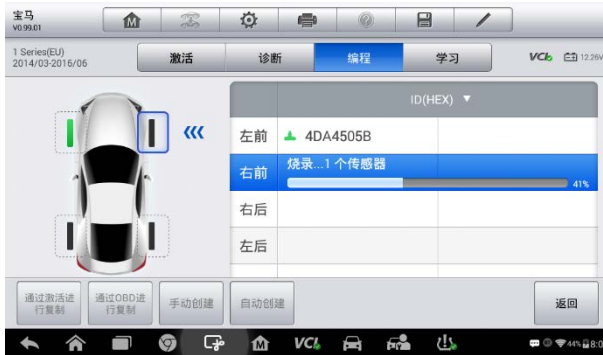 宝马
V0.99.01
1 Series(EU)
2014/03-2016/06
激活
诊断
编程
学习
VCI
12.26V
ID(HEX) ▼
左前
4DA4505B
右前
烧录...1 个传感器
41%
右后
左后
通过激活进
行复制
通过OBD进
行复制
手动创建
自动创建
返回
VCI
44%
8:0